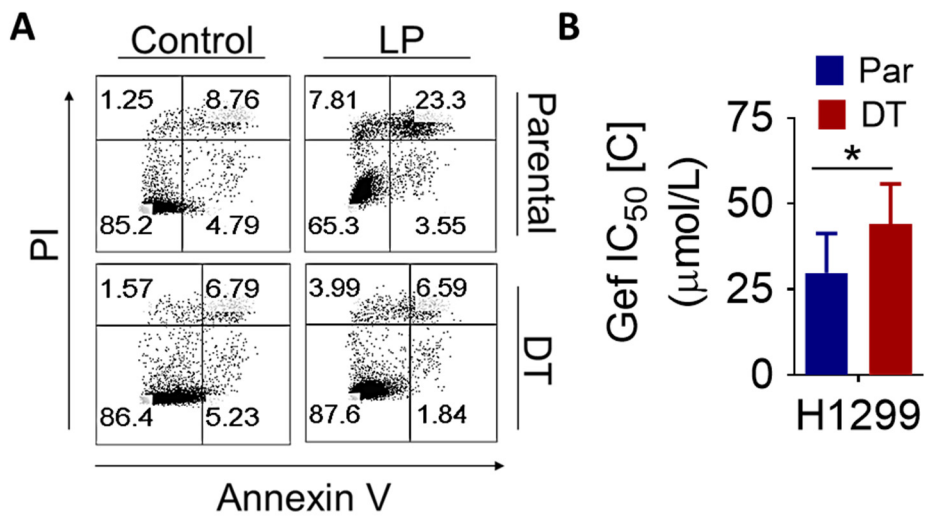 A
Control
LP
1.25 8.76
7.81 23.3
85.2 4.79
65.3 3.55
Parental
1.57 6.79
3.99 6.59
86.4 5.23
87.6 1.84
DT
PI
Annexin V
B
Par
DT
75
50
25
0
*
Gef IC50 [C]
(μmol/L)
H1299